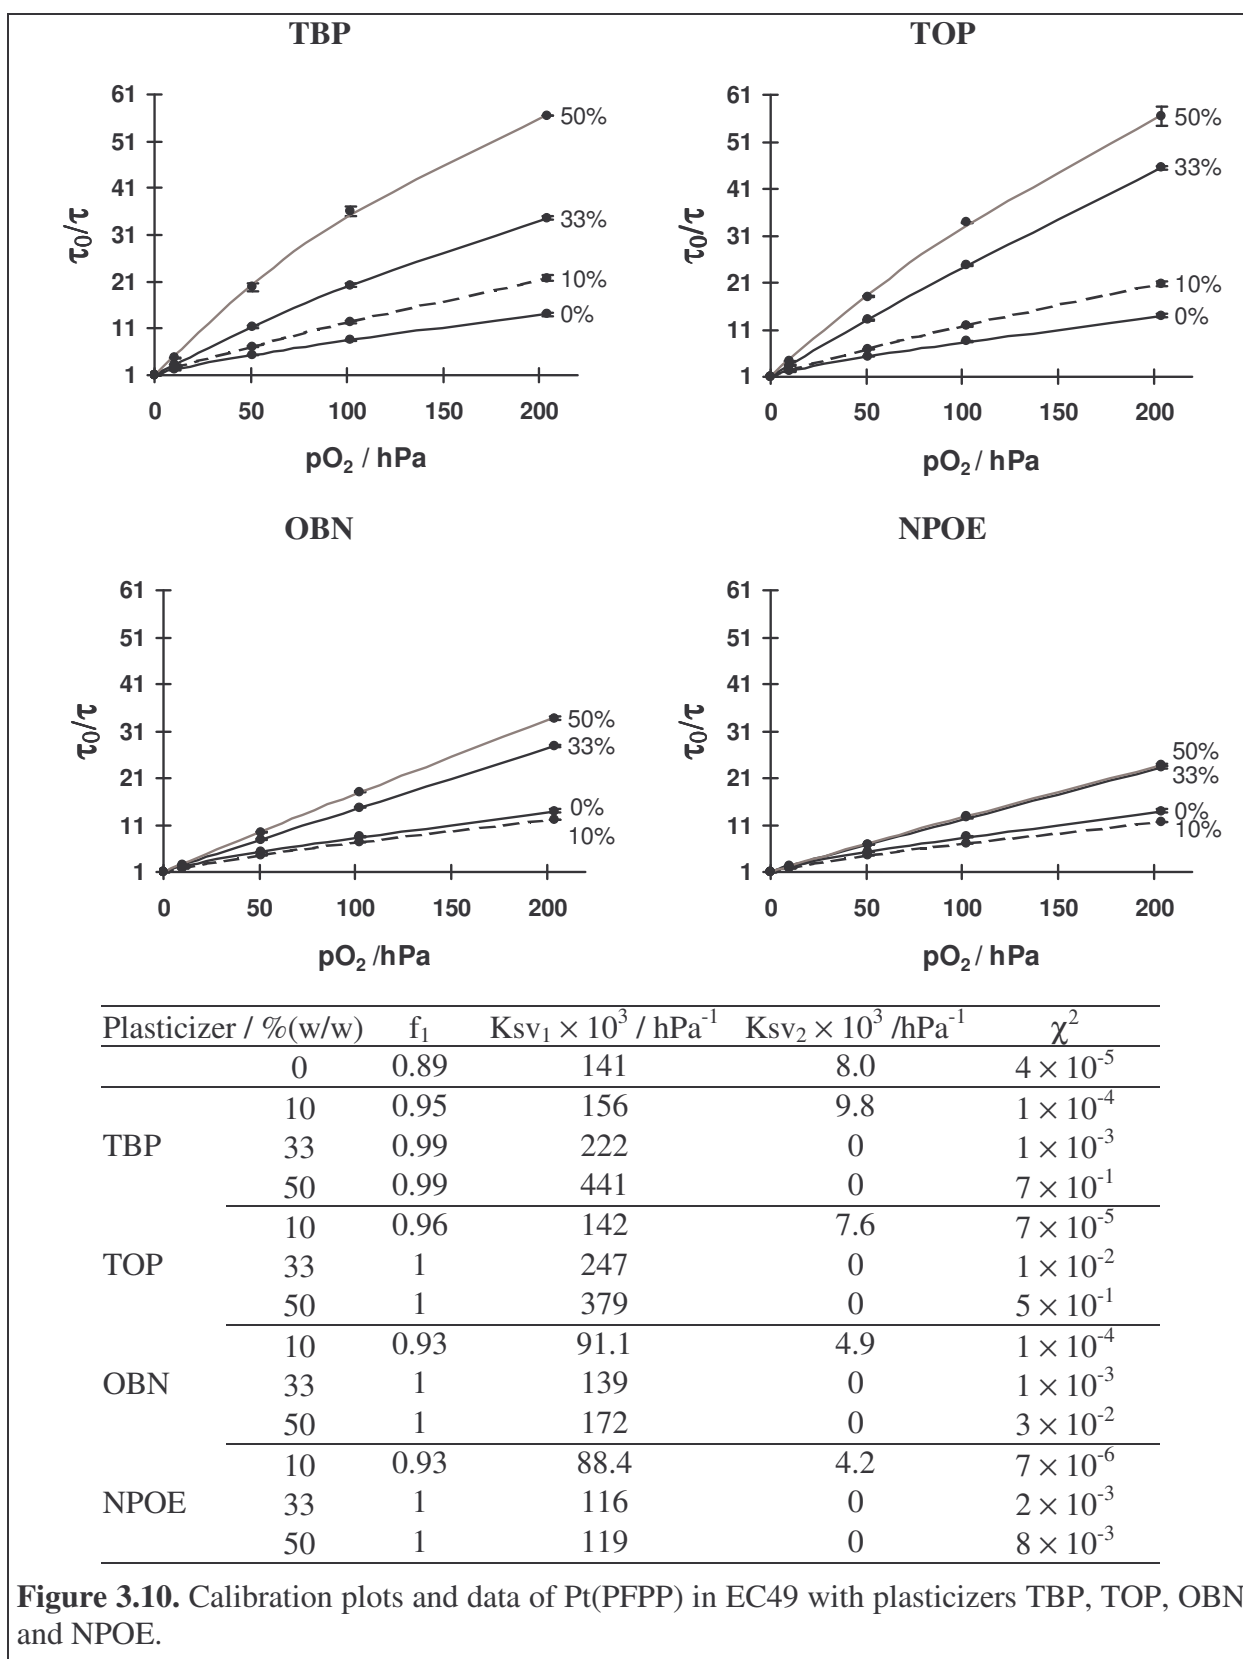 TBP
61
51
41
31
21
11
1
τ₀/τ
50%
33%
10%
0%
0 50 100 150 200
pO₂ / hPa
TOP
61
51
41
31
21
11
1
τ₀/τ
50%
33%
10%
0%
0 50 100 150 200
pO₂ / hPa
OBN
61
51
41
31
21
11
1
τ₀/τ
50%
33%
0%
10%
0 50 100 150 200
pO₂ /hPa
NPOE
61
51
41
31
21
11
1
τ₀/τ
50%
33%
0%
10%
0 50 100 150 200
pO₂ / hPa
Plasticizer / %(w/w) f₁ Ksv₁ × 10³ / hPa⁻¹ Ksv₂ × 10³ /hPa⁻¹ χ²
0 0.89 141 8.0 4 × 10⁻⁵
10 0.95 156 9.8 1 × 10⁻⁴
TBP 33 0.99 222 0 1 × 10⁻³
50 0.99 441 0 7 × 10⁻¹
10 0.96 142 7.6 7 × 10⁻⁵
TOP 33 1 247 0 1 × 10⁻²
50 1 379 0 5 × 10⁻¹
10 0.93 91.1 4.9 1 × 10⁻⁴
OBN 33 1 139 0 1 × 10⁻³
50 1 172 0 3 × 10⁻²
10 0.93 88.4 4.2 7 × 10⁻⁶
NPOE 33 1 116 0 2 × 10⁻³
50 1 119 0 8 × 10⁻³
Figure 3.10. Calibration plots and data of Pt(PFPP) in EC49 with plasticizers TBP, TOP, OBN
and NPOE.